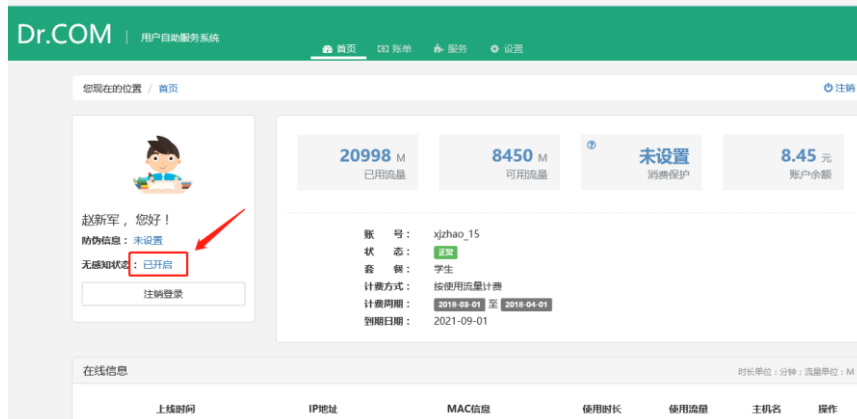 Dr.COM | 用户自助服务系统
首页 账单 服务 设置
您现在的位置 / 首页 注销
20998 M 8450 M 未设置 8.45 元
已用流量 可用流量 消费保护 账户余额
赵新军，您好！
防伪信息：未设置
无感知状态：已开启
注销登录
账 号： xjzhao_15
状 态： 正常
套 餐： 学生
计费方式： 按使用流量计费
计费周期： 2018-03-01 至 2018-04-01
到期日期： 2021-09-01
在线信息 时长单位：分钟；流量单位：M
上线时间 IP地址 MAC信息 使用时长 使用流量 主机名 操作